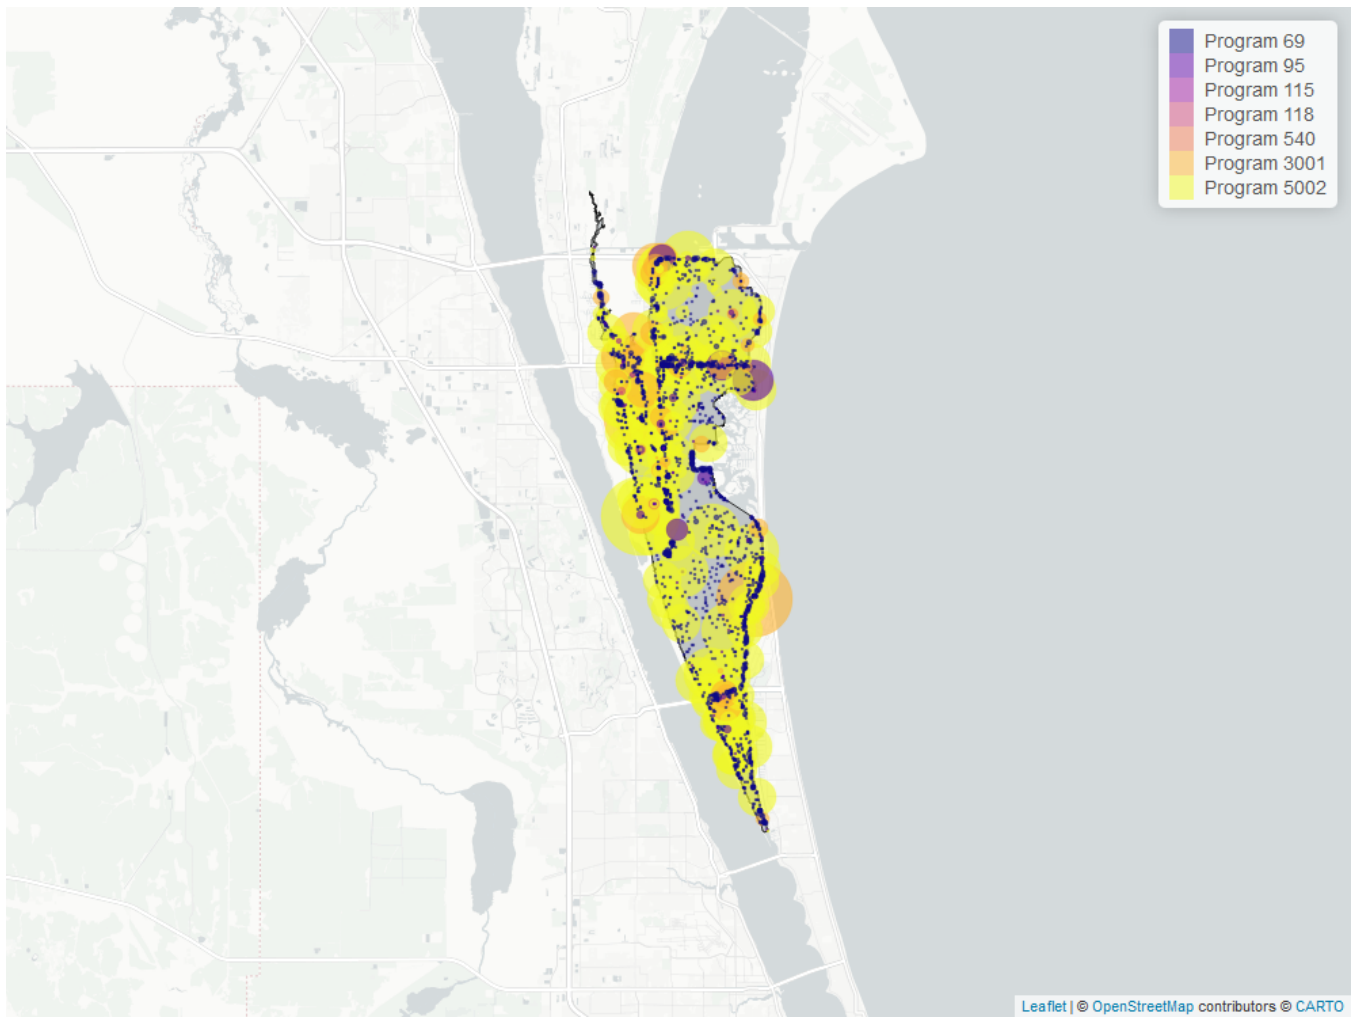 Program 69
Program 95
Program 115
Program 118
Program 540
Program 3001
Program 5002
Leaflet | © OpenStreetMap contributors © CARTO